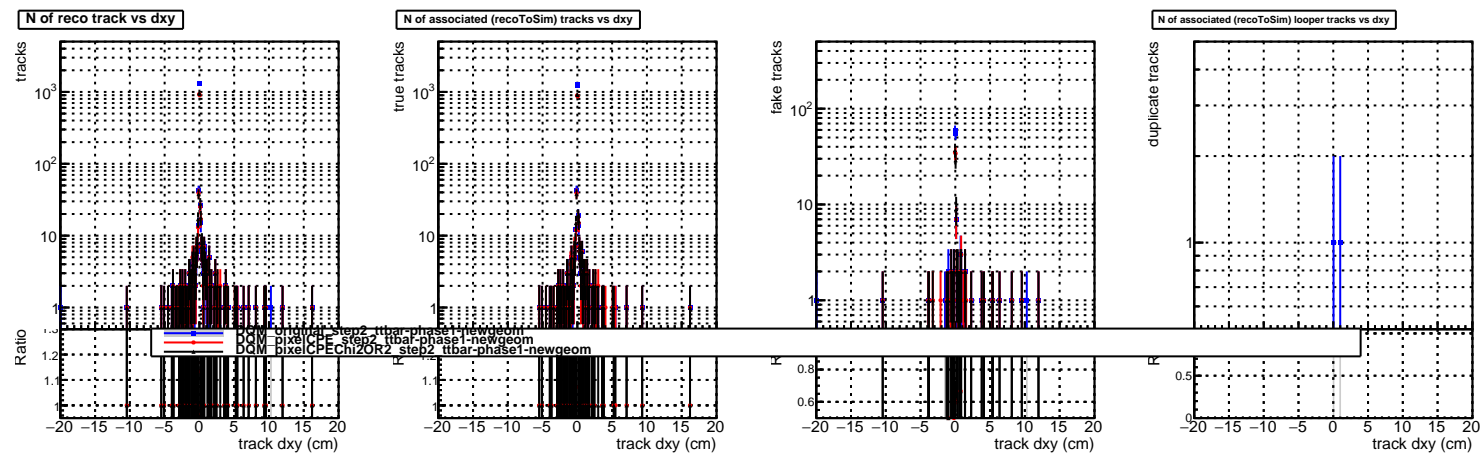 N of reco track vs dxy
N of associated (recoToSim) tracks vs dxy
N of associated (recoToSim) looper tracks vs dxy
tracks
10³
10²
10
1
true tracks
10³
10²
10
1
fake tracks
10²
10
1
duplicate tracks
1
DQM_original_step2_ttbar-phase1-newgeom
DQM_pixelCPE_step2_ttbar-phase1-newgeom
DQM_pixelCPEChi2OR2_step2_ttbar-phase1-newgeom
Ratio
1.2
1.1
1
0.8
0.6
0.5
0
−20 −15 −10 −5 0 5 10 15 20
track dxy (cm)
−20 −15 −10 −5 0 5 10 15 20
track dxy (cm)
−20 −15 −10 −5 0 5 10 15 20
track dxy (cm)
−20 −15 −10 −5 0 5 10 15 20
track dxy (cm)